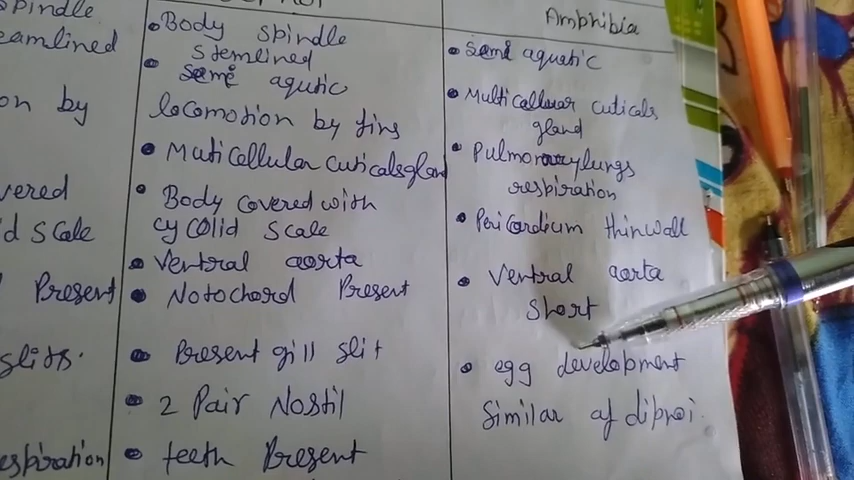 spindle
eamlined
on by
vered
d scale
Present
slits.
espiration
Body spindle
stemlined
Semi aqutic
locomotion by fins
Muticellular cuticalsgland
Body covered with
cycolid scale
Ventral aorta
Notochord Present
Present gill slit
2 Pair Nostil
teeth Present
Amphibia
Semi aquatic
Multicelluar cuticals
gland
Pulmonarylungs
respiration
Pericardium thinwall
Ventral aorta
Short
egg development
Similar of dipnoi.